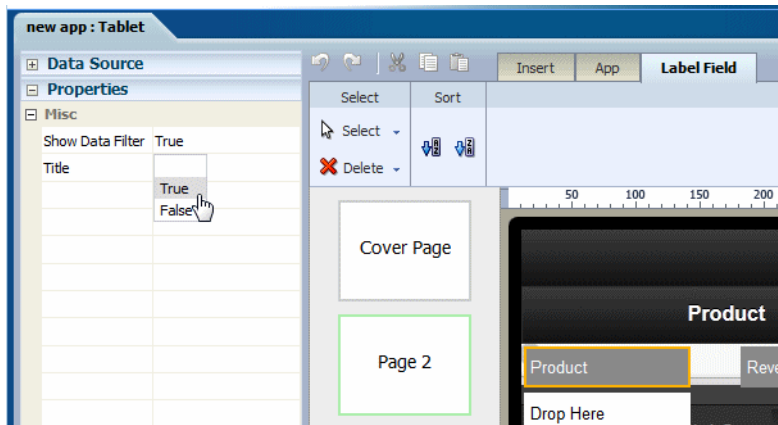 new app : Tablet
Data Source
Properties
Misc
Show Data Filter True
Title
True
False
Insert App Label Field
Select Sort
Select
Delete
50 100 150 200
Cover Page
Page 2
Product
Product Reve
Drop Here